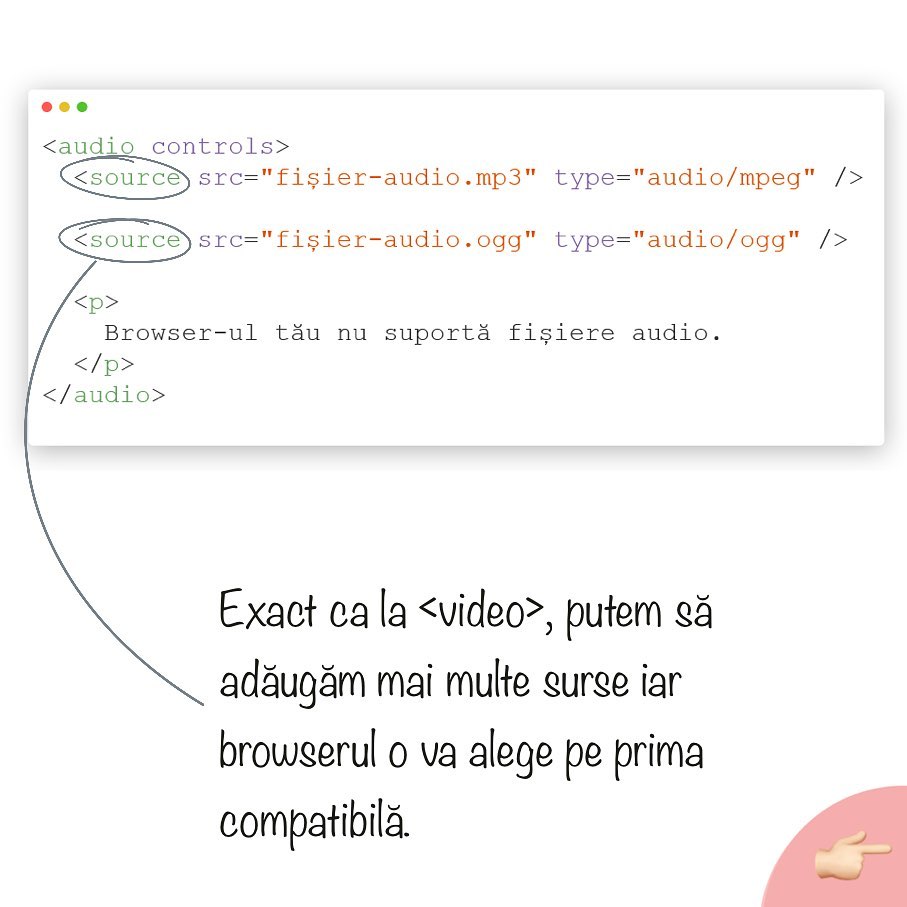 <audio controls>
<source src="fișier-audio.mp3" type="audio/mpeg" />
<source src="fișier-audio.ogg" type="audio/ogg" />
<p>
Browser-ul tău nu suportă fișiere audio.
</p>
</audio>
Exact ca la <video>, putem să
adăugăm mai multe surse iar
browserul o va alege pe prima
compatibilă.